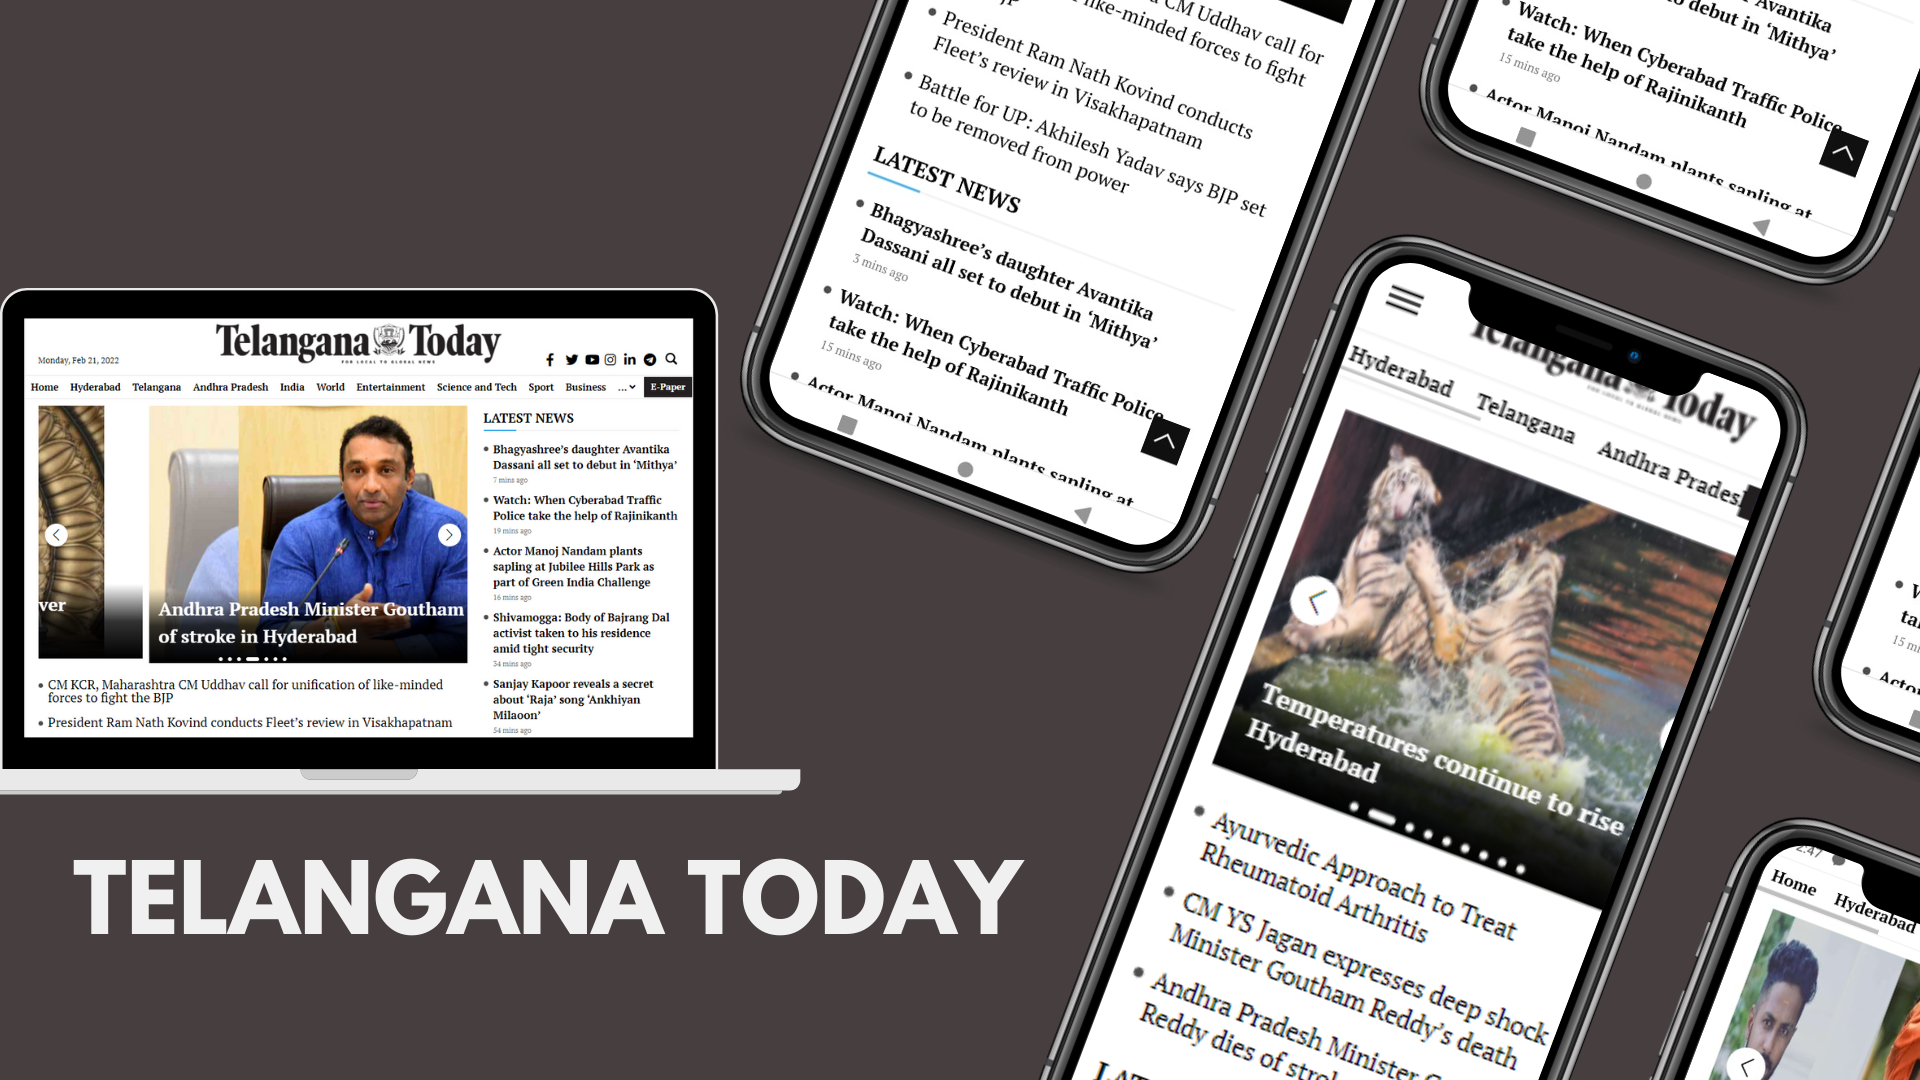 Telangana Today
FOR LOCAL TO GLOBAL NEWS
Monday, Feb 21, 2022
Home Hyderabad Telangana Andhra Pradesh India World Entertainment Science and Tech Sport Business ... E-Paper
ver
Andhra Pradesh Minister Goutham
of stroke in Hyderabad
CM KCR, Maharashtra CM Uddhav call for unification of like-minded
forces to fight the BJP
President Ram Nath Kovind conducts Fleet's review in Visakhapatnam
LATEST NEWS
Bhagyashree's daughter Avantika
Dassani all set to debut in ‘Mithya’
7 mins ago
Watch: When Cyberabad Traffic
Police take the help of Rajinikanth
19 mins ago
Actor Manoj Nandam plants
sapling at Jubilee Hills Park as
part of Green India Challenge
16 mins ago
Shivamogga: Body of Bajrang Dal
activist taken to his residence
amid tight security
34 mins ago
Sanjay Kapoor reveals a secret
about ‘Raja’ song ‘Ankhiyan
Milaoon’
54 mins ago
TELANGANA TODAY
CM Uddhav call for
like-minded forces to fight
BJP
President Ram Nath Kovind conducts
Fleet's review in Visakhapatnam
Battle for UP: Akhilesh Yadav says BJP set
to be removed from power
LATEST NEWS
Bhagyashree's daughter Avantika
Dassani all set to debut in ‘Mithya’
3 mins ago
Watch: When Cyberabad Traffic Police
take the help of Rajinikanth
15 mins ago
Actor Manoj Nandam plants sapling at
Avantika
debut in ‘Mithya’
Watch: When Cyberabad Traffic Police
take the help of Rajinikanth
15 mins ago
Actor Manoj Nandam plants sapling at
Telangana Today
Hyderabad Telangana Andhra Pradesh
Temperatures continue to rise
Hyderabad
Ayurvedic Approach to Treat
Rheumatoid Arthritis
CM YS Jagan expresses deep shock
Minister Goutham Reddy's death
Andhra Pradesh Minister G
Reddy dies of stro
LAT
W
ta
15 m
Acto
2:47
Home Hyderabad